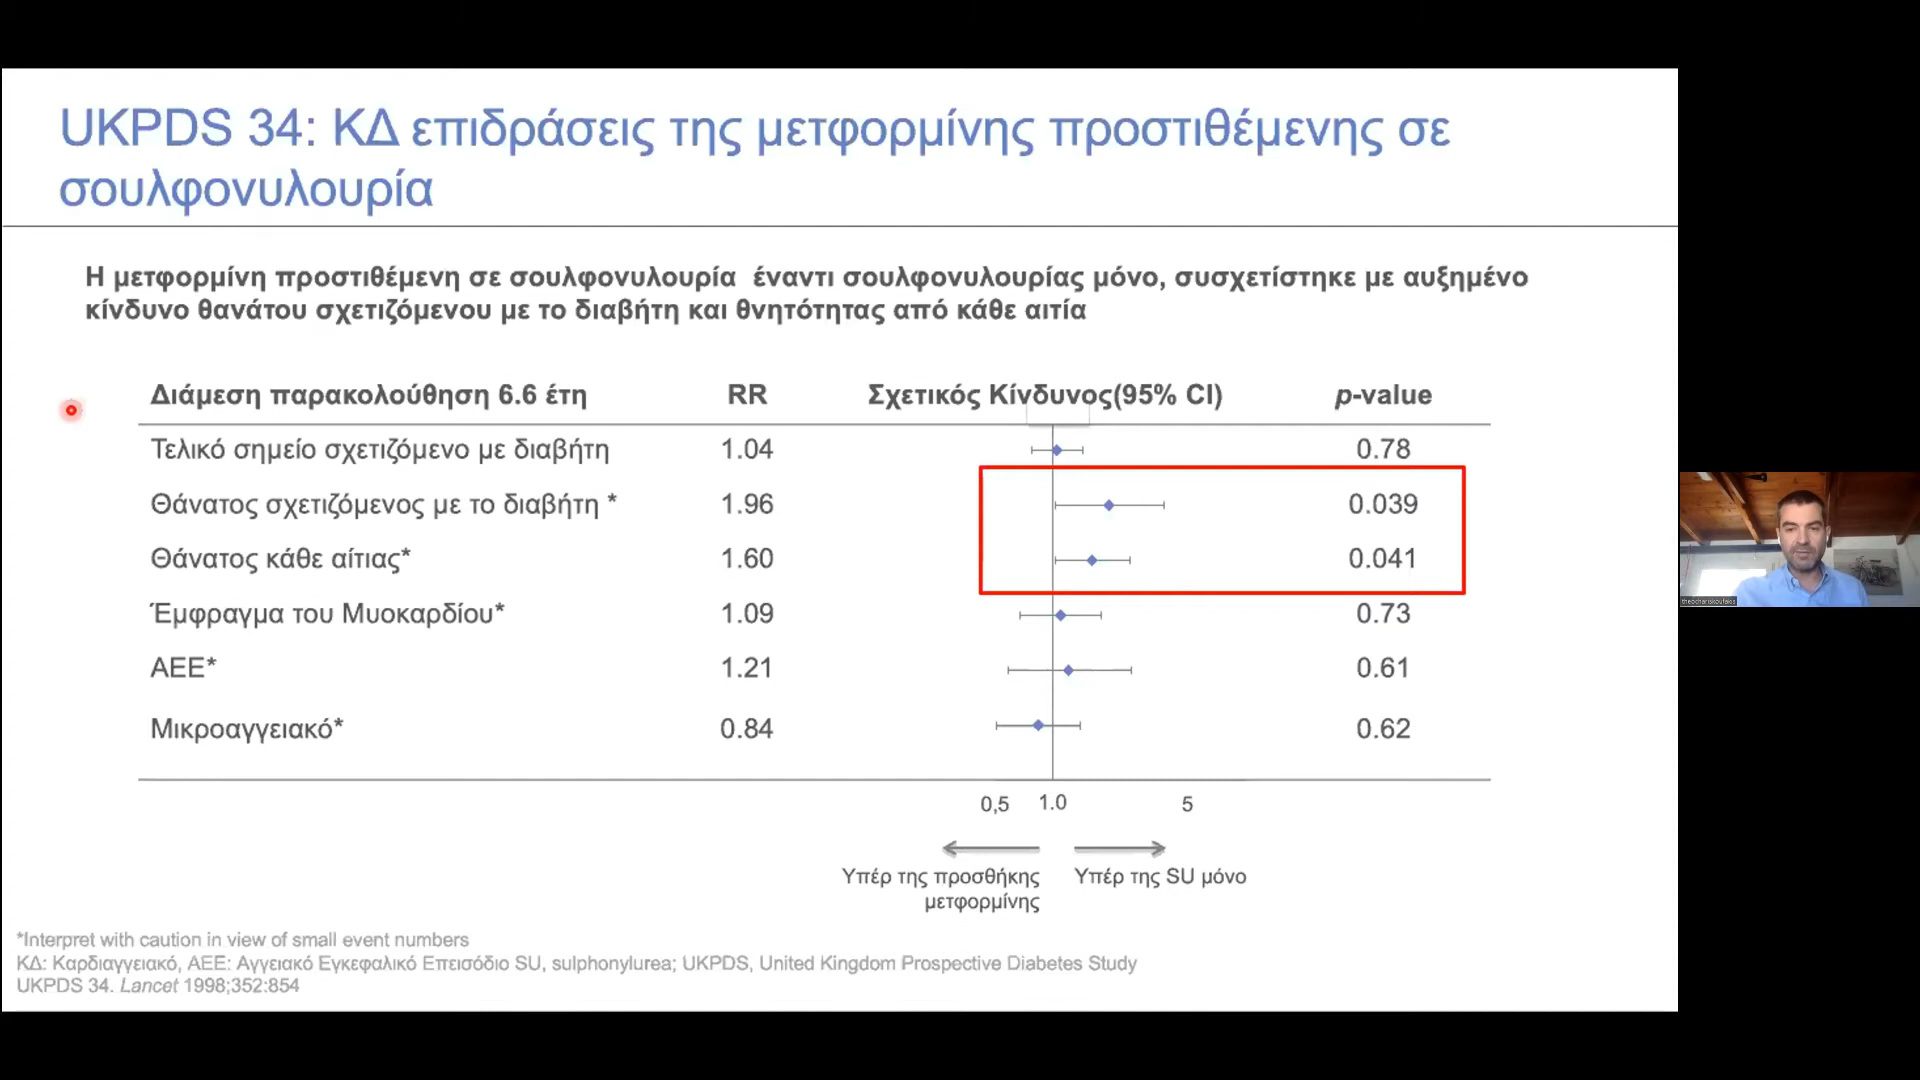 UKPDS 34: ΚΔ επιδράσεις της μετφορμίνης προστιθέμενης σε
σουλφονυλουρία
Η μετφορμίνη προστιθέμενη σε σουλφονυλουρία έναντι σουλφονυλουρίας μόνο, συσχετίστηκε με αυξημένο
κίνδυνο θανάτου σχετιζόμενου με το διαβήτη και θνητότητας από κάθε αιτία
Διάμεση παρακολούθηση 6.6 έτη RR Σχετικός Κίνδυνος(95% CI) p-value
Τελικό σημείο σχετιζόμενο με διαβήτη 1.04 0.78
Θάνατος σχετιζόμενος με το διαβήτη * 1.96 0.039
Θάνατος κάθε αίτιας* 1.60 0.041
Έμφραγμα του Μυοκαρδίου* 1.09 0.73
ΑΕΕ* 1.21 0.61
Μικροαγγειακό* 0.84 0.62
0,5 1.0 5
Υπέρ της προσθήκης
μετφορμίνης
Υπέρ της SU μόνο
*Interpret with caution in view of small event numbers
ΚΔ: Καρδιαγγειακό, ΑΕΕ: Αγγειακό Εγκεφαλικό Επεισόδιο SU, sulphonylurea; UKPDS, United Kingdom Prospective Diabetes Study
UKPDS 34. Lancet 1998;352:854
theochariskoufakis